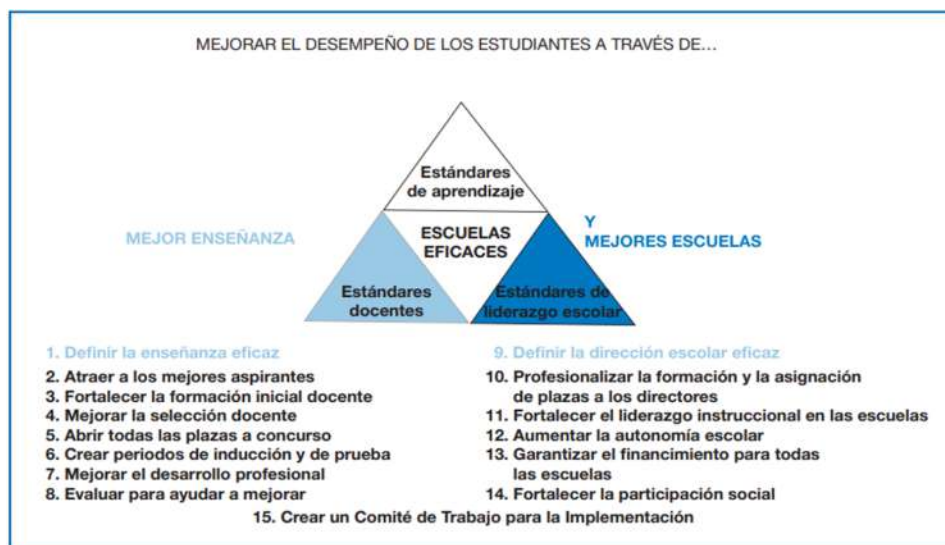 MEJORAR EL DESEMPEÑO DE LOS ESTUDIANTES A TRAVÉS DE...
Estándares
de aprendizaje
MEJOR ENSEÑANZA
ESCUELAS
EFICACES
Y
MEJORES ESCUELAS
Estándares
docentes
Estándares de
liderazgo escolar
1. Definir la enseñanza eficaz
2. Atraer a los mejores aspirantes
3. Fortalecer la formación inicial docente
4. Mejorar la selección docente
5. Abrir todas las plazas a concurso
6. Crear periodos de inducción y de prueba
7. Mejorar el desarrollo profesional
8. Evaluar para ayudar a mejorar
9. Definir la dirección escolar eficaz
10. Profesionalizar la formación y la asignación
de plazas a los directores
11. Fortalecer el liderazgo instruccional en las escuelas
12. Aumentar la autonomía escolar
13. Garantizar el financimiento para todas
las escuelas
14. Fortalecer la participación social
15. Crear un Comité de Trabajo para la Implementación